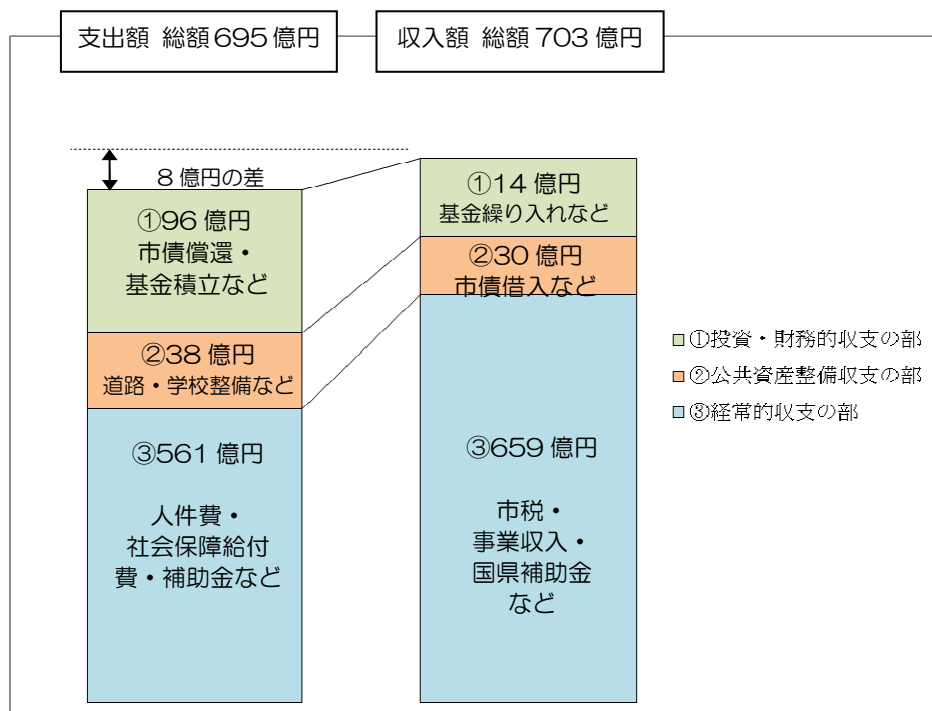 支出額 総額695億円
収入額 総額703億円
8億円の差
①96億円
市債償還・
基金積立など
②38億円
道路・学校整備など
③561億円
人件費・
社会保障給付
費・補助金など
①14億円
基金繰り入れなど
②30億円
市債借入など
③659億円
市税・
事業収入・
国県補助金
など
①投資・財務的収支の部
②公共資産整備収支の部
③経常的収支の部